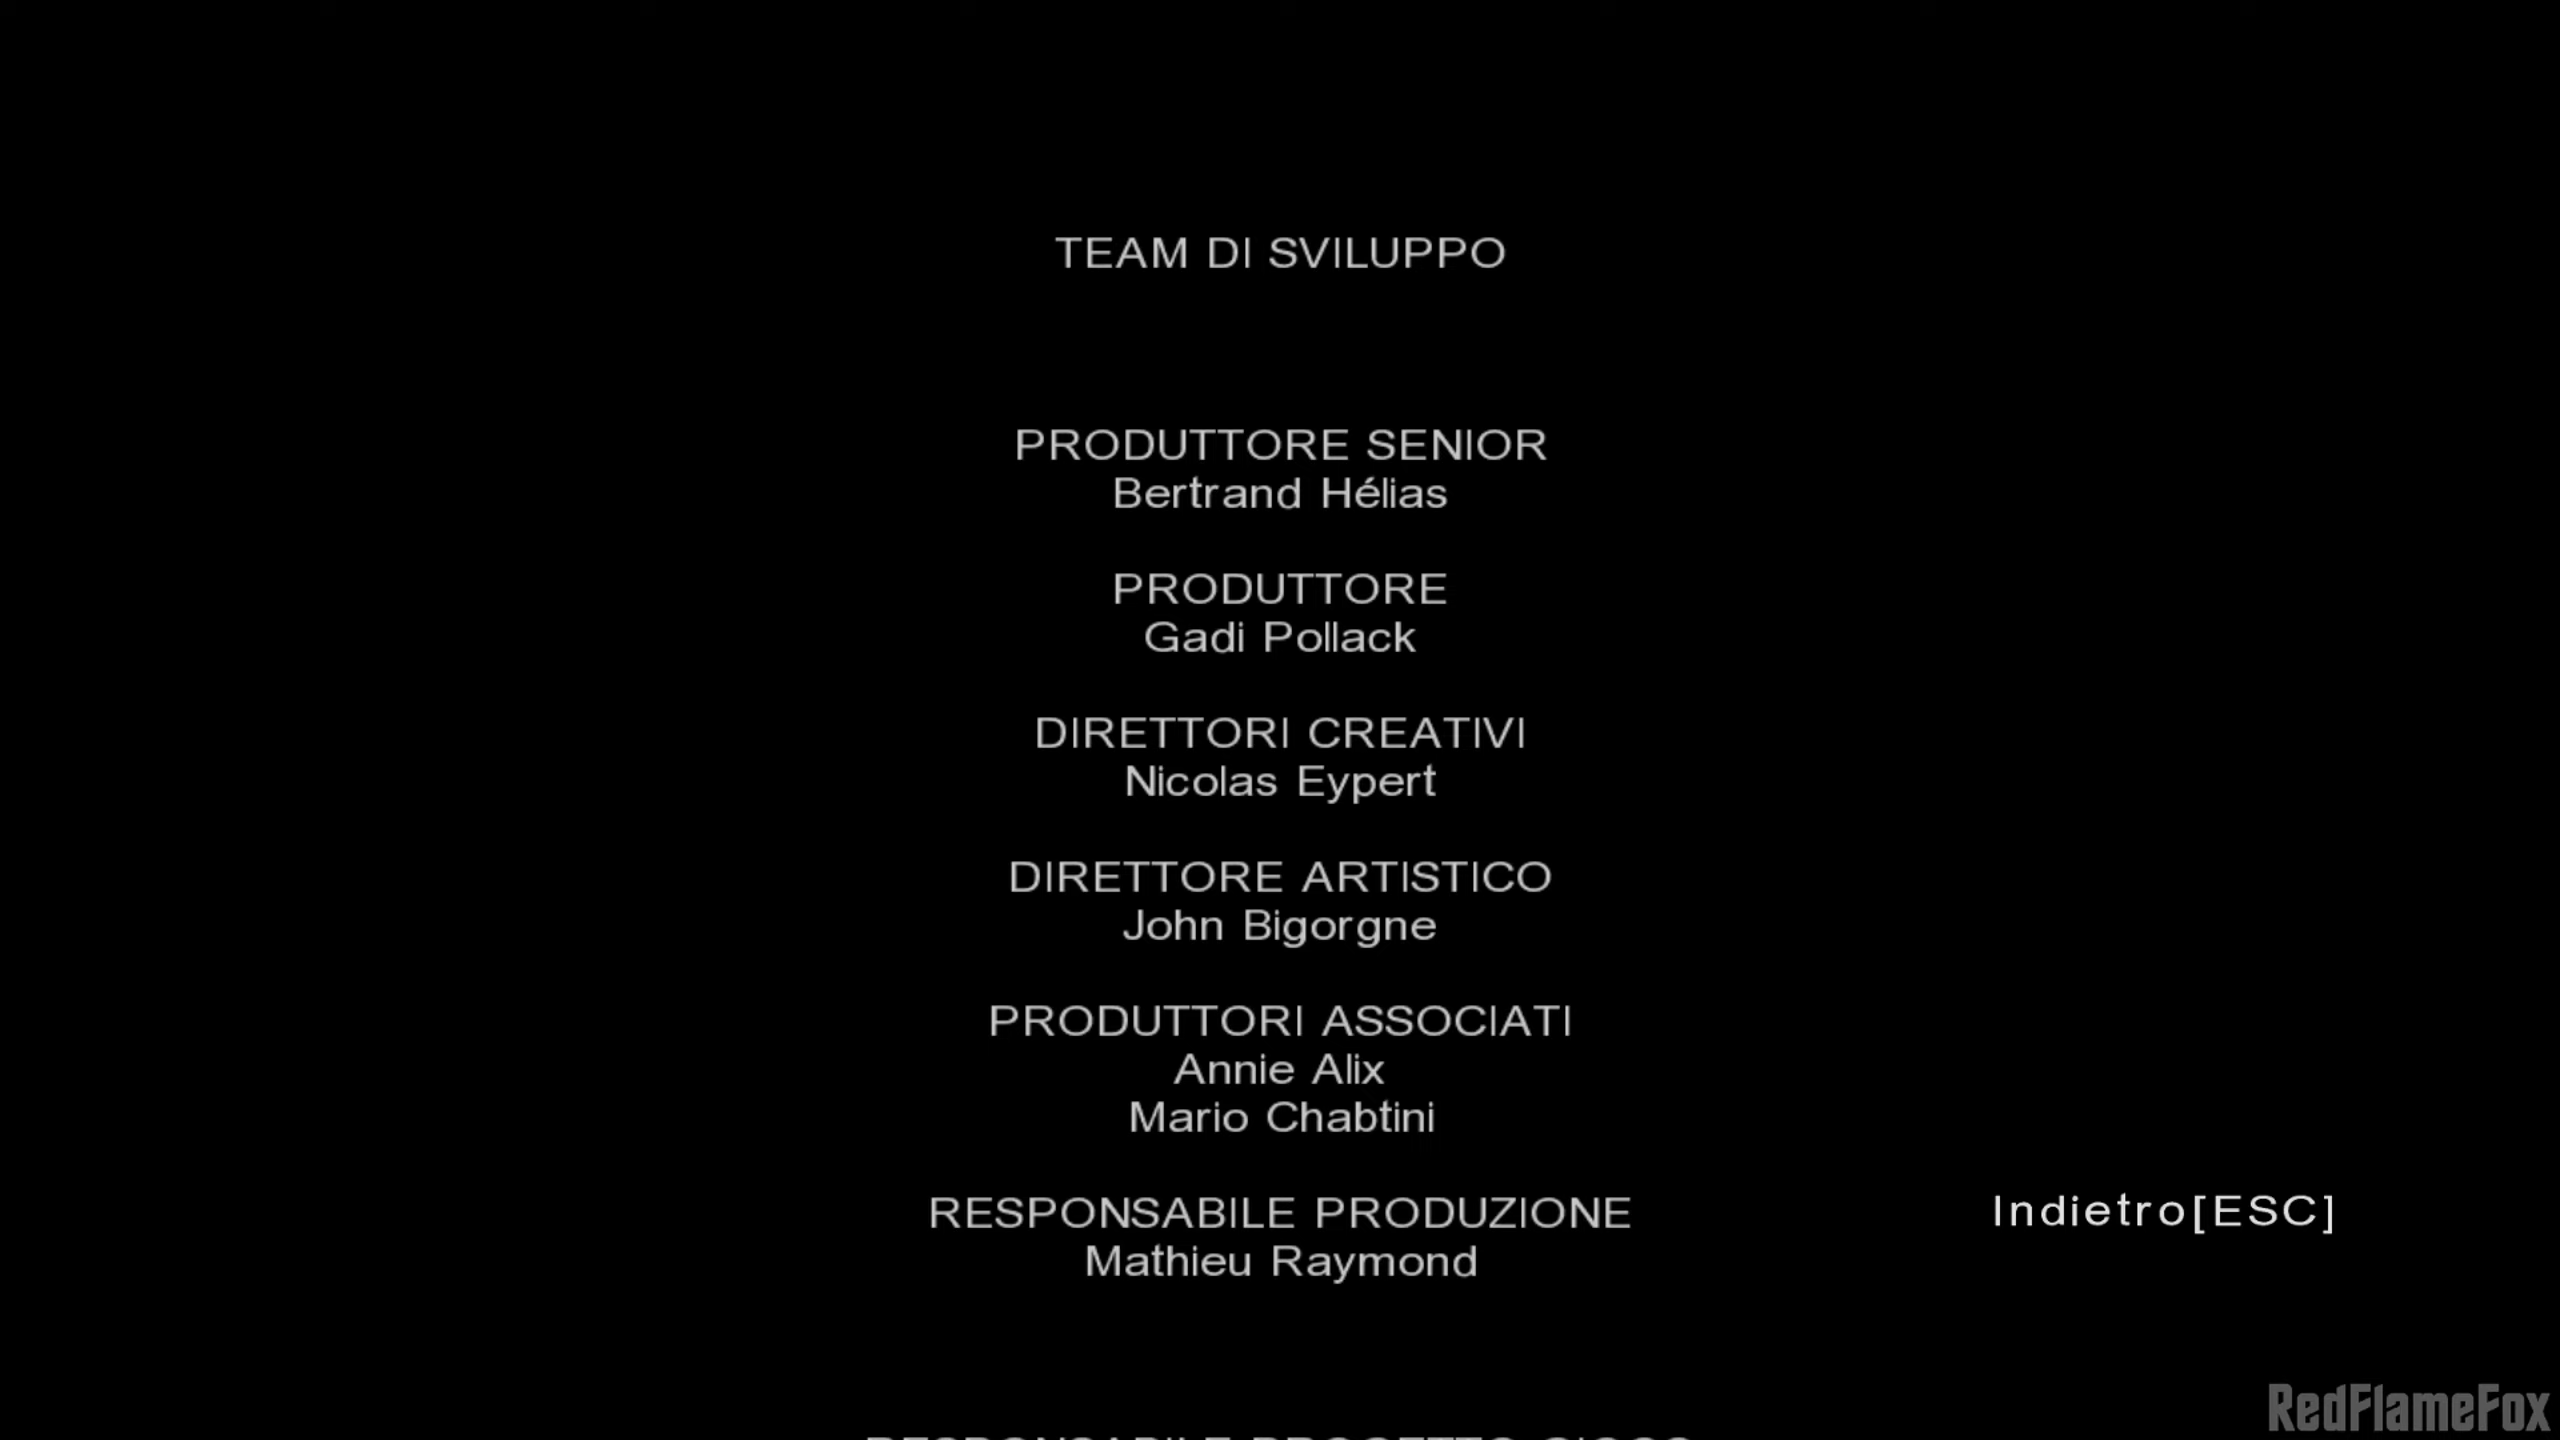 TEAM DI SVILUPPO
PRODUTTORE SENIOR
Bertrand Hélias
PRODUTTORE
Gadi Pollack
DIRETTORI CREATIVI
Nicolas Eypert
DIRETTORE ARTISTICO
John Bigorgne
PRODUTTORI ASSOCIATI
Annie Alix
Mario Chabtini
RESPONSABILE PRODUZIONE
Mathieu Raymond
Indietro[ESC]
RedFlameFox